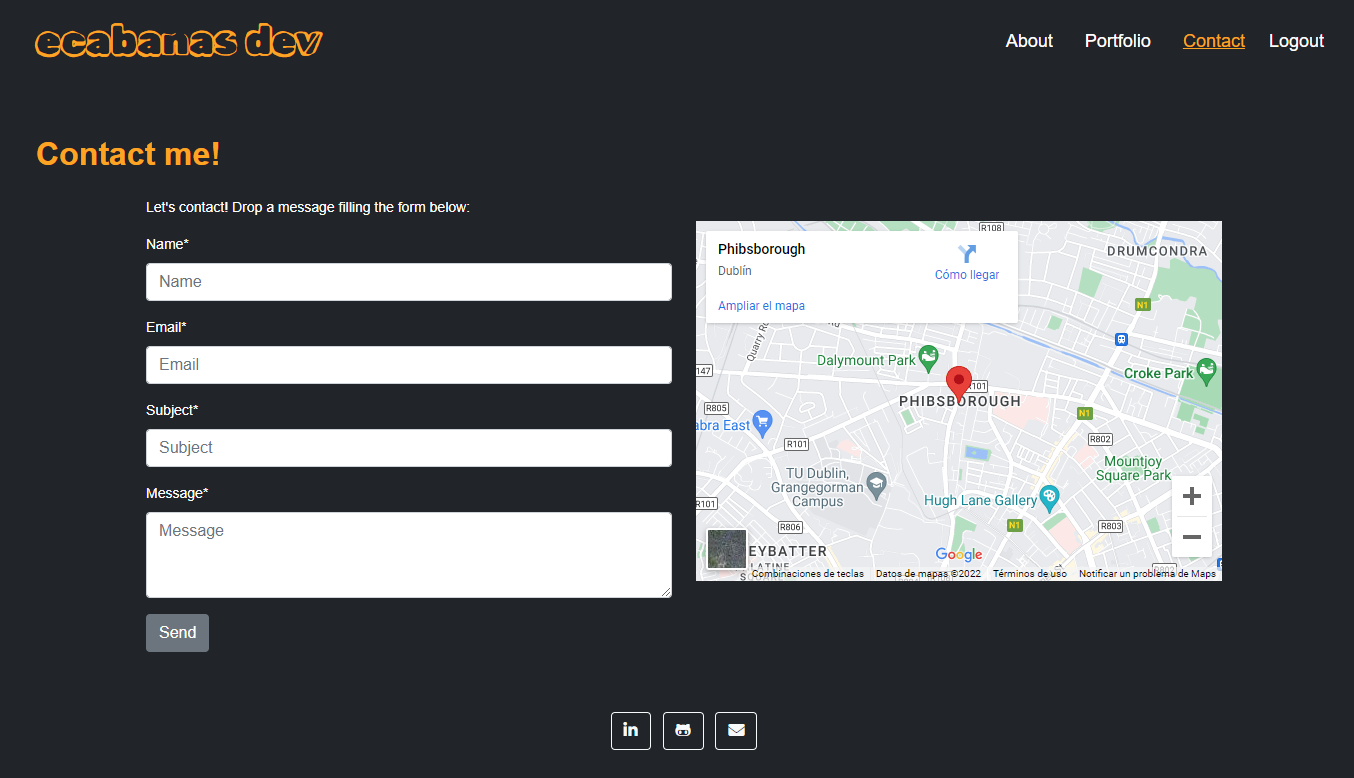 ecabanas dev
About Portfolio Contact Logout
Contact me!
Let's contact! Drop a message filling the form below:
Name*
Name
Email*
Email
Subject*
Subject
Message*
Message
Send
Phibsborough
Dublín
Cómo llegar
Ampliar el mapa
R108
DRUMCONDRA
N1
Quarry Ro
Rd
Dalymount Park
Croke Park
147
R101
PHIBSBOROUGH
R805
abra East
N1
R101
R802
Mountjoy
Square Park
TU Dublin,
Grangegorman
Campus
Hugh Lane Gallery
R101
R806
N1
R803
EYBATTER
Google
LATINE
R802
Combinaciones de teclas Datos de mapas ©2022 Términos de uso Notificar un problema de Maps
in